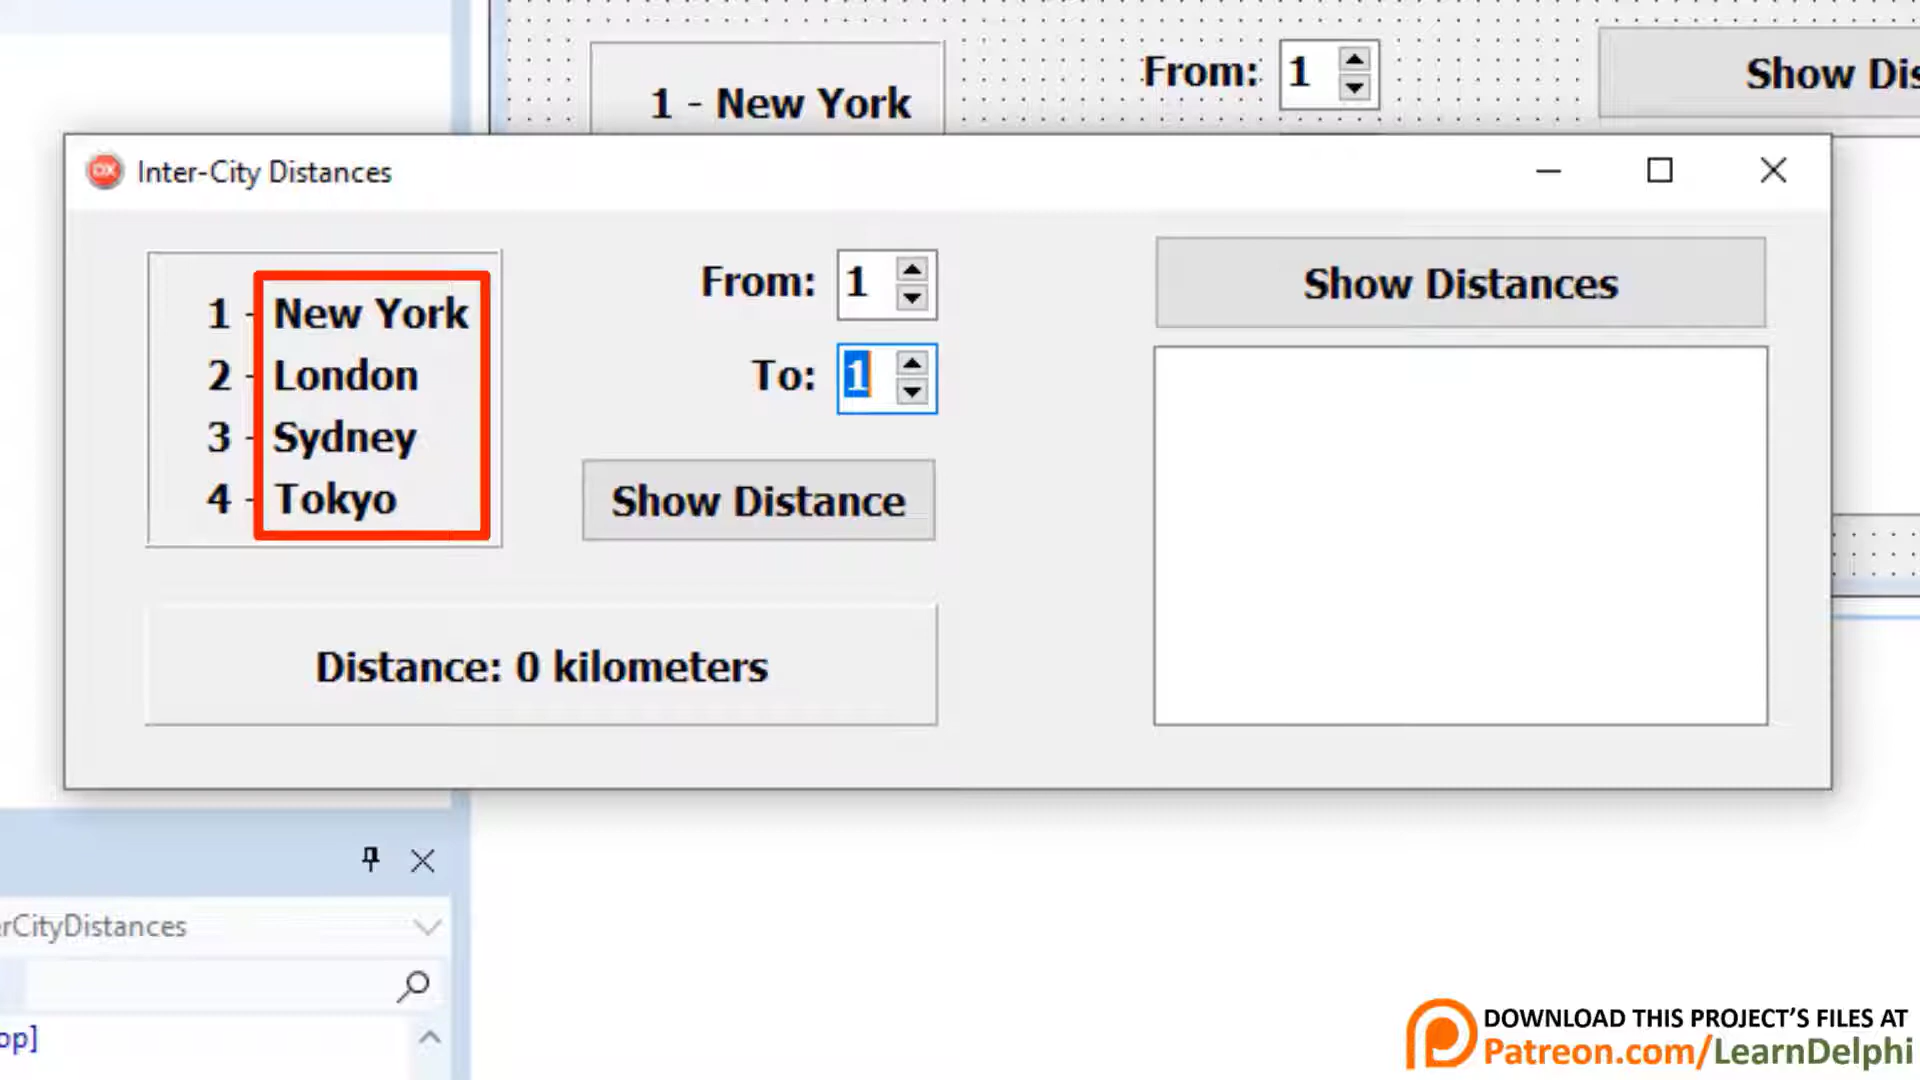 1 - New York
From: 1
Show Dis
DX Inter-City Distances
1 - New York
2 - London
3 - Sydney
4 - Tokyo
From: 1
To: 1
Show Distance
Distance: 0 kilometers
Show Distances
erCityDistances
op]
DOWNLOAD THIS PROJECT'S FILES AT
Patreon.com/LearnDelphi